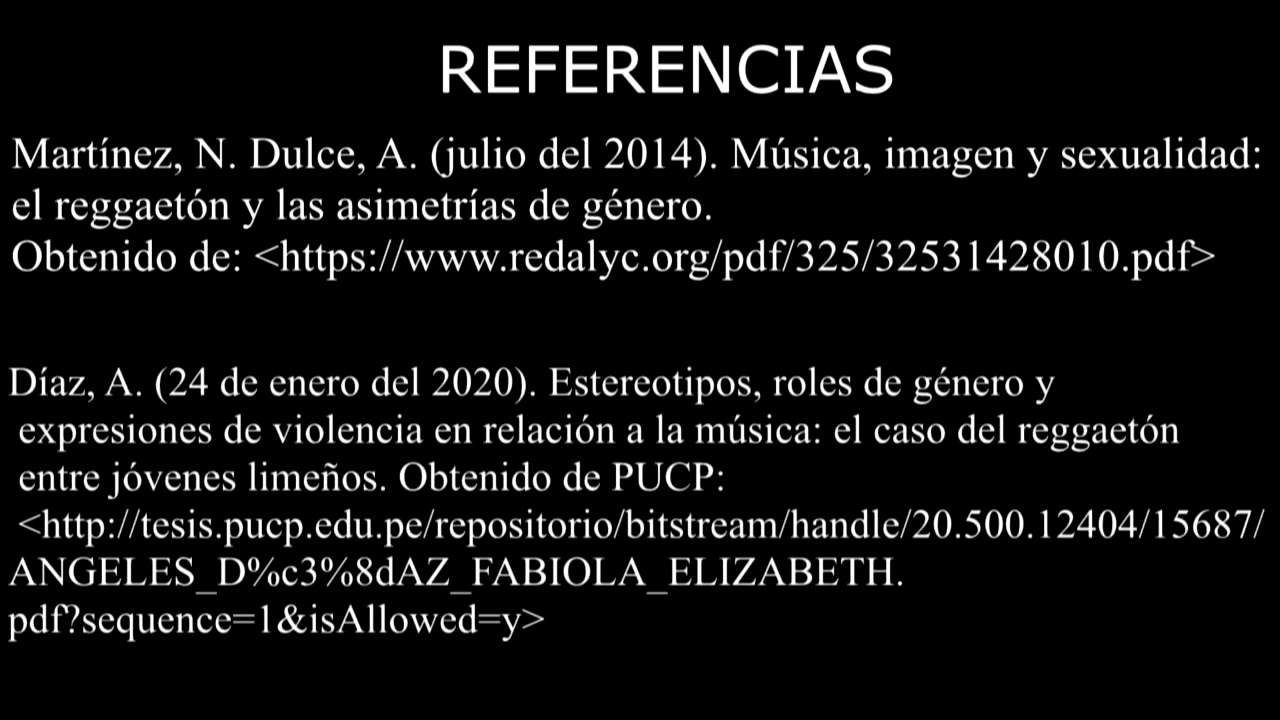 REFERENCIAS
Martínez, N. Dulce, A. (julio del 2014). Música, imagen y sexualidad:
el reggaetón y las asimetrías de género.
Obtenido de: <https://www.redalyc.org/pdf/325/32531428010.pdf>
Díaz, A. (24 de enero del 2020). Estereotipos, roles de género y
expresiones de violencia en relación a la música: el caso del reggaetón
entre jóvenes limeños. Obtenido de PUCP:
<http://tesis.pucp.edu.pe/repositorio/bitstream/handle/20.500.12404/15687/
ANGELES_D%c3%8dAZ_FABIOLA_ELIZABETH.
pdf?sequence=1&isAllowed=y>